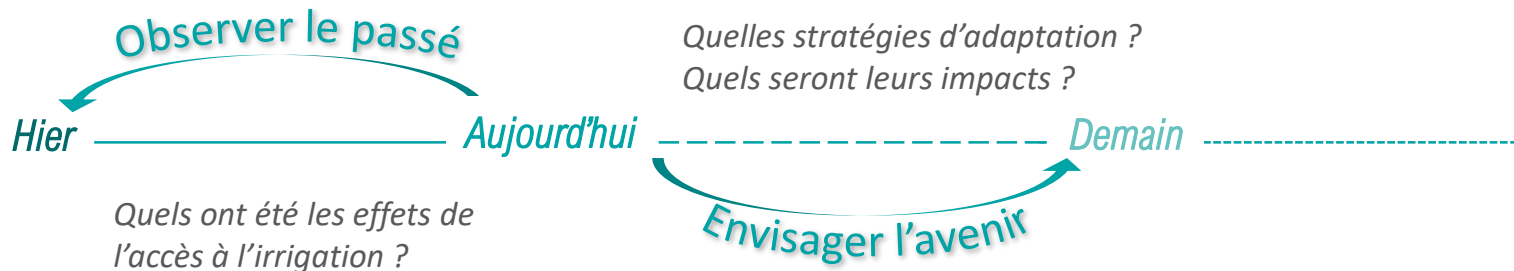 Observer le passé
Quelles stratégies d’adaptation ?
Quels seront leurs impacts ?
Hier
Aujourd'hui
Demain
Quels ont été les effets de
l’accès à l’irrigation ?
Envisager l’avenir